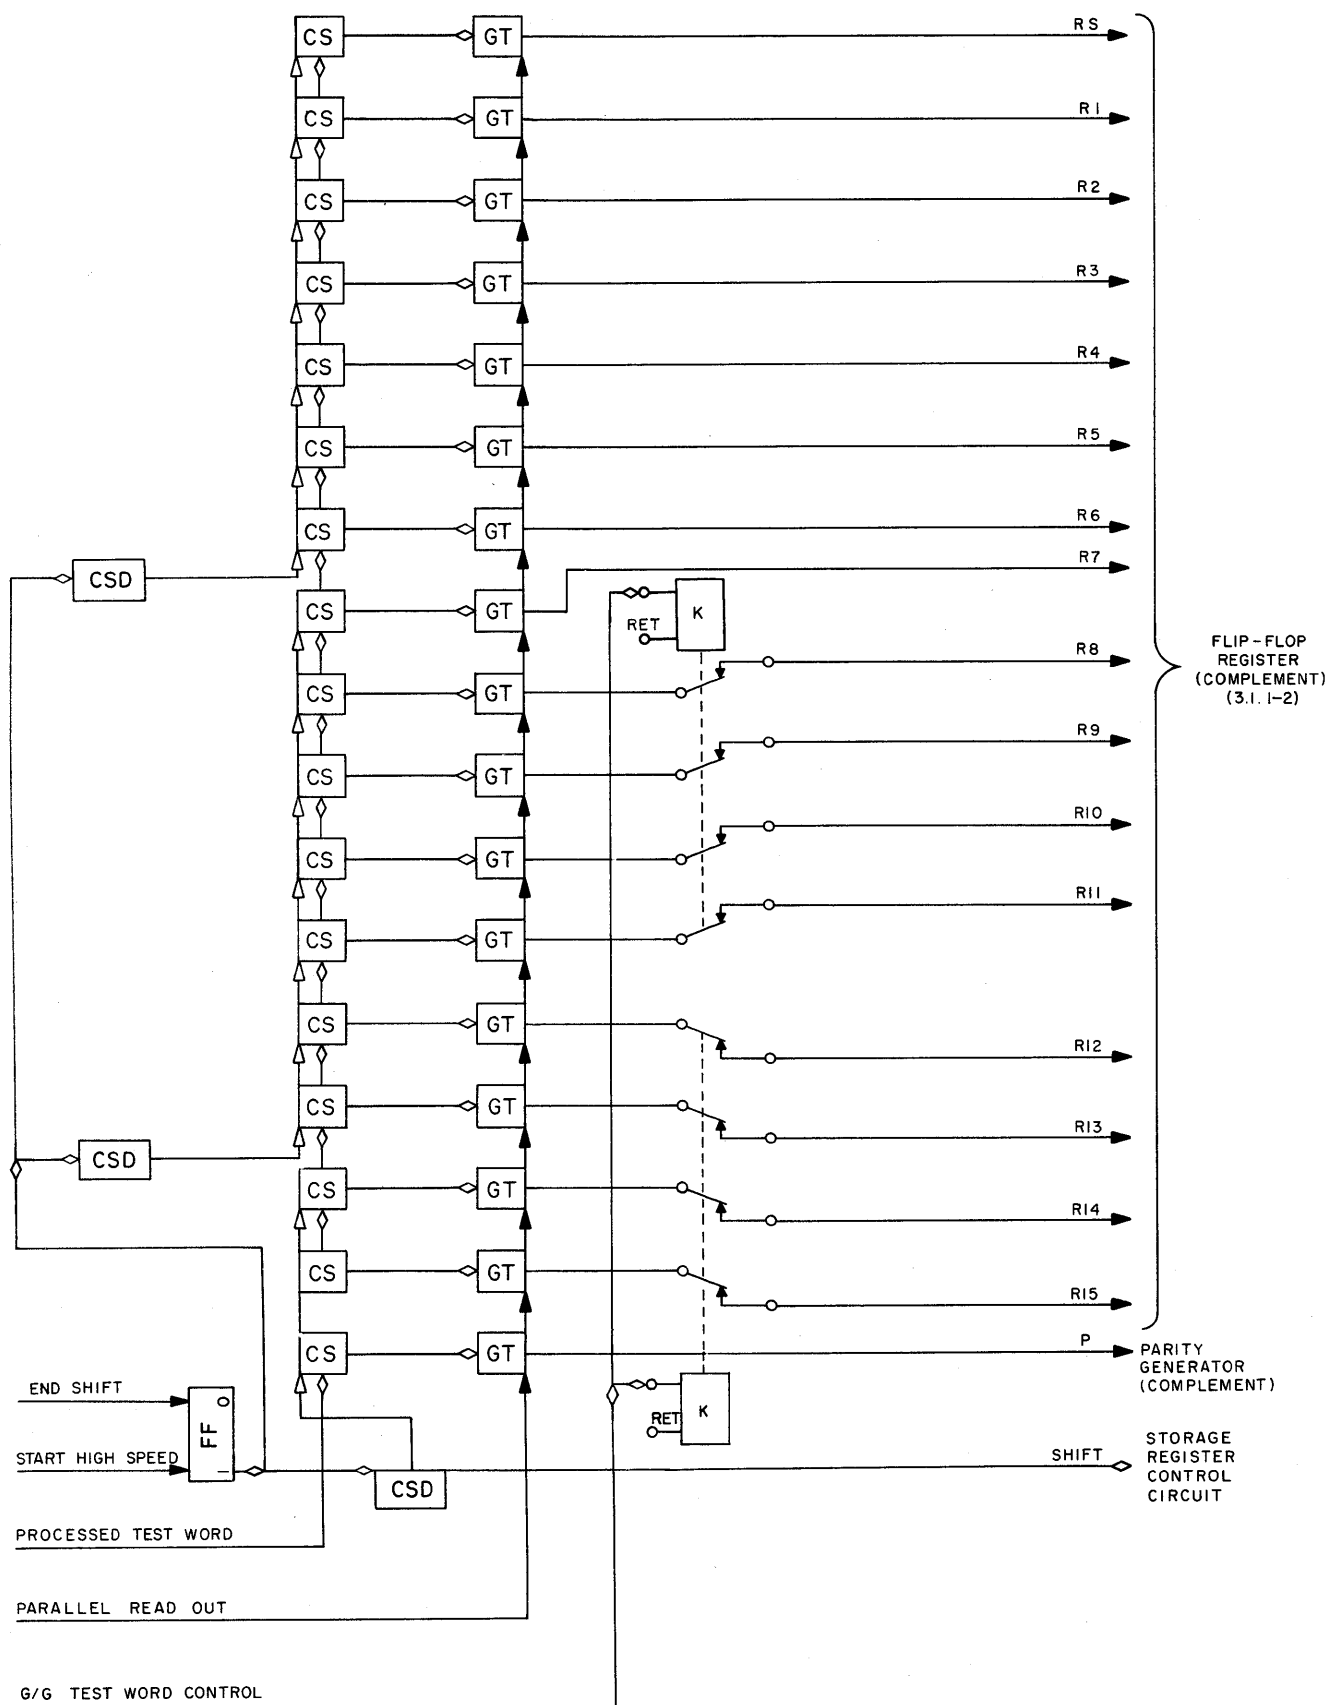 CS GT RS
CS GT R1
CS GT R2
CS GT R3
CS GT R4
CS GT R5
CS GT R6
CSD
R7
CS GT
K
RET
CS GT R8
FLIP-FLOP
REGISTER
(COMPLEMENT)
(3.1.1-2)
CS GT R9
CS GT R10
CS GT R11
CS GT R12
CS GT R13
CSD
CS GT R14
CS GT R15
CS GT P
PARITY
GENERATOR
(COMPLEMENT)
END SHIFT
START HIGH SPEED
FF
0
1
K
RET
CSD
SHIFT
STORAGE
REGISTER
CONTROL
CIRCUIT
PROCESSED TEST WORD
PARALLEL READ OUT
G/G TEST WORD CONTROL